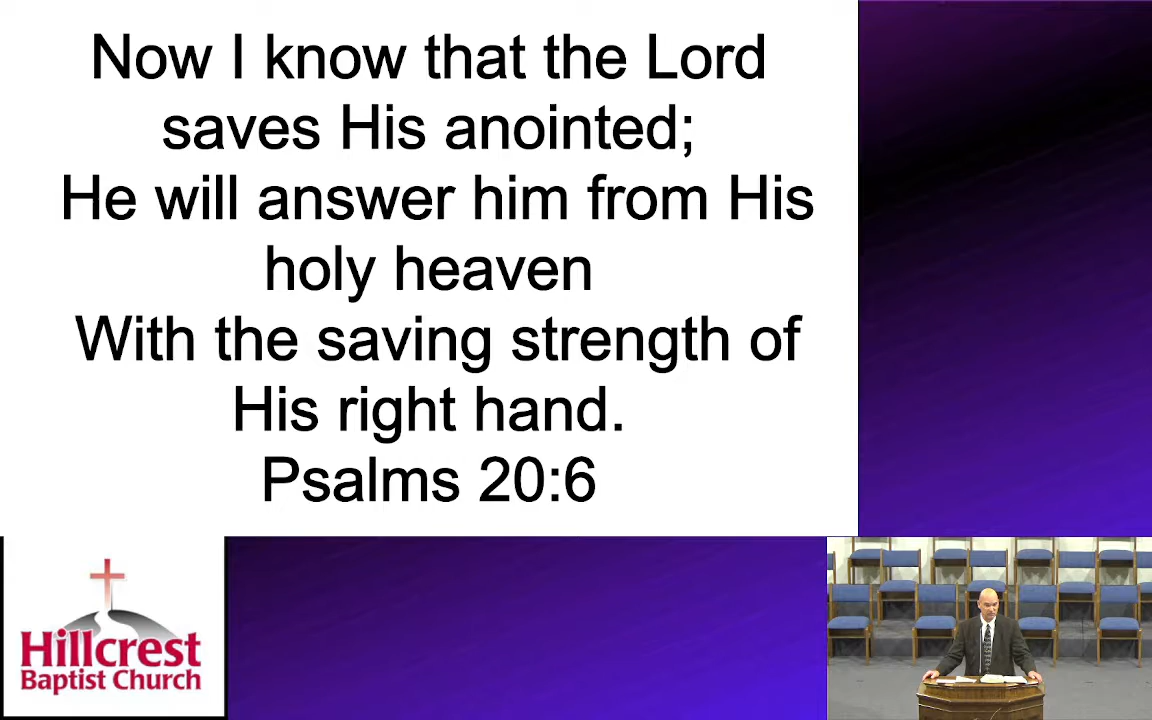 Now I know that the Lord
saves His anointed;
He will answer him from His
holy heaven
With the saving strength of
His right hand.
Psalms 20:6
Hillcrest
Baptist Church